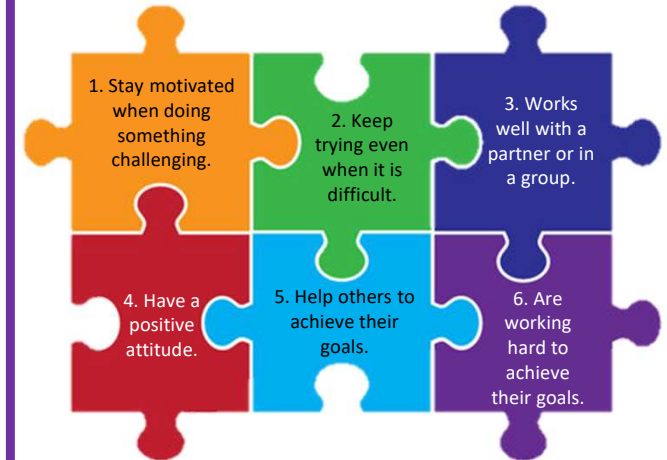 1. Stay motivated
when doing
something
challenging.
2. Keep
trying even
when it is
difficult.
3. Works
well with a
partner or in
a group.
4. Have a
positive
attitude.
5. Help others to
achieve their
goals.
6. Are
working
hard to
achieve
their goals.